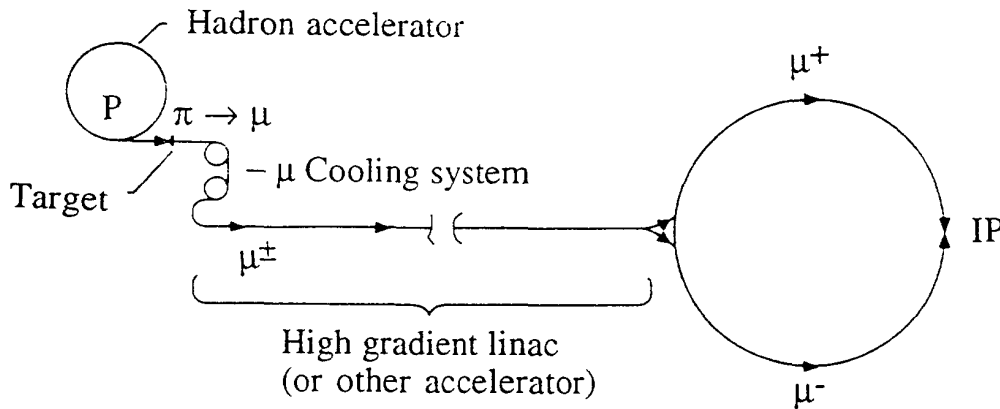 Hadron accelerator
P
π → μ
Target
μ Cooling system
μ±
High gradient linac
(or other accelerator)
μ+
IP
μ-